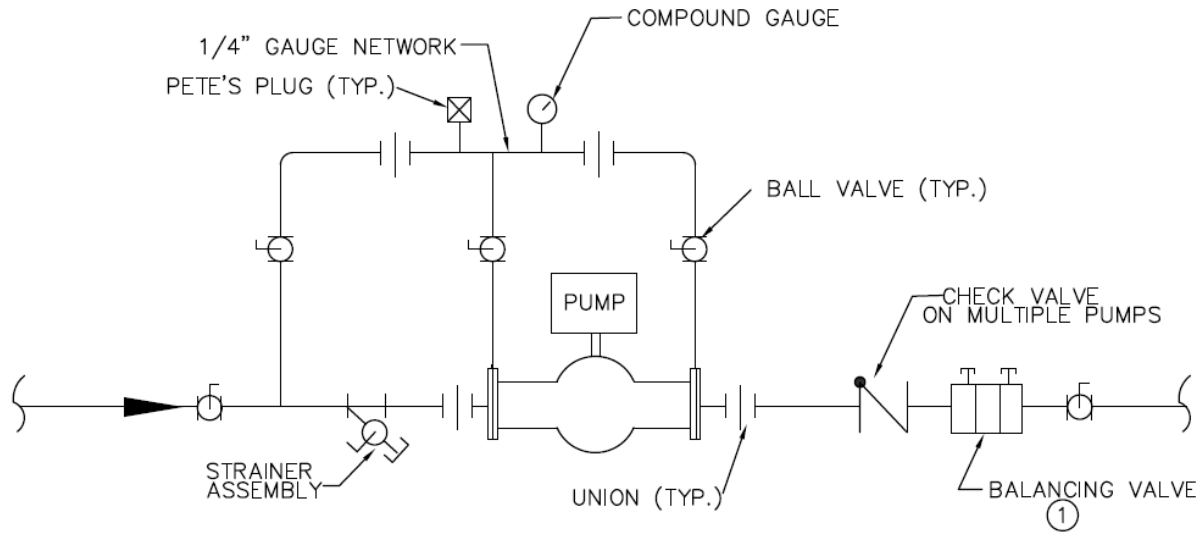 COMPOUND GAUGE
1/4" GAUGE NETWORK
PETE'S PLUG (TYP.)
BALL VALVE (TYP.)
PUMP
CHECK VALVE
ON MULTIPLE PUMPS
STRAINER
ASSEMBLY
UNION (TYP.)
BALANCING VALVE
1